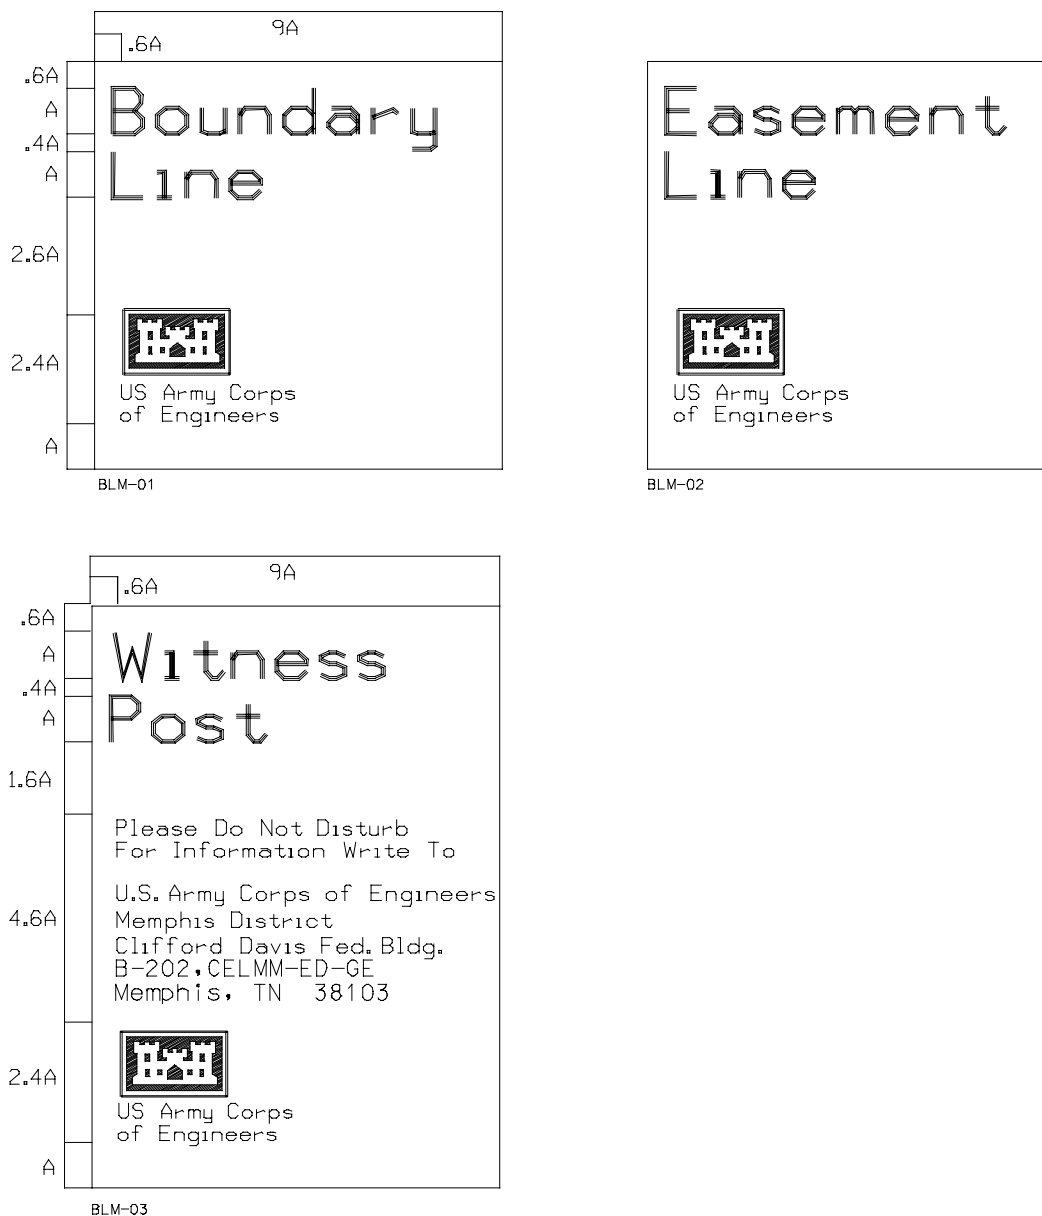 9A
.6A
.6A
A
.4A
A
2.6A
2.4A
A
Boundary
Line
US Army Corps
of Engineers
BLM-01
Easement
Line
US Army Corps
of Engineers
BLM-02
9A
.6A
.6A
A
.4A
A
1.6A
4.6A
2.4A
A
Witness
Post
Please Do Not Disturb
For Information Write To
U.S. Army Corps of Engineers
Memphis District
Clifford Davis Fed. Bldg.
B-202, CELMM-ED-GE
Memphis, TN 38103
US Army Corps
of Engineers
BLM-03